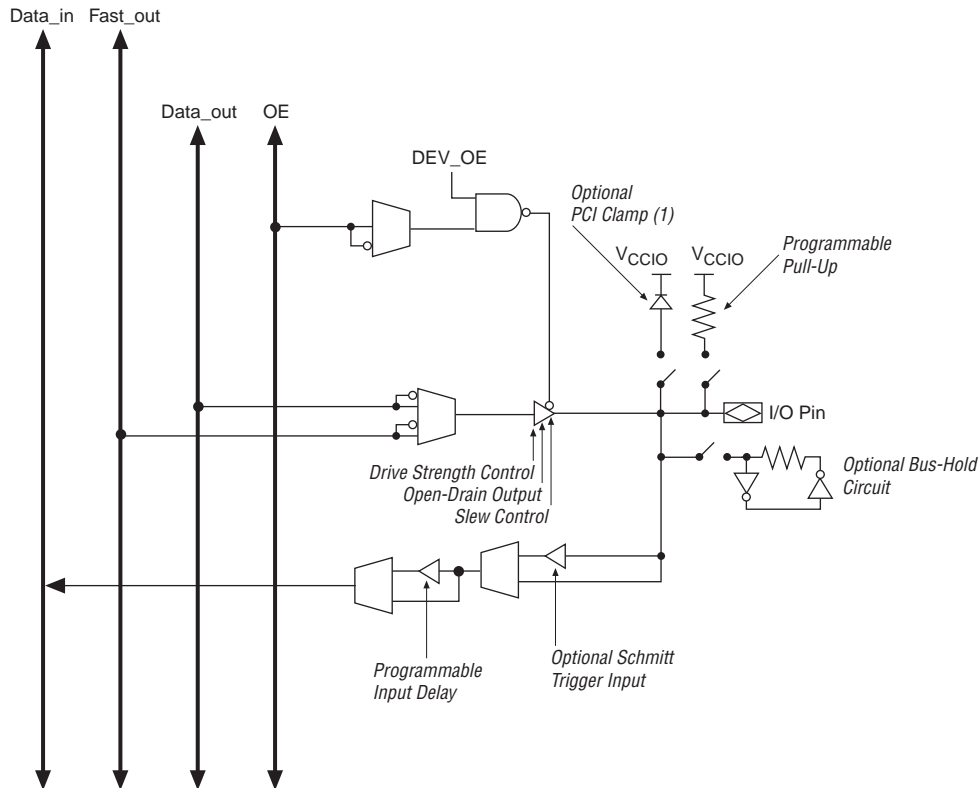 Data_in Fast_out
Data_out OE
DEV_OE
Optional
PCI Clamp (1)
VCCIO VCCIO
Programmable
Pull-Up
I/O Pin
Drive Strength Control
Open-Drain Output
Slew Control
Optional Bus-Hold
Circuit
Programmable
Input Delay
Optional Schmitt
Trigger Input